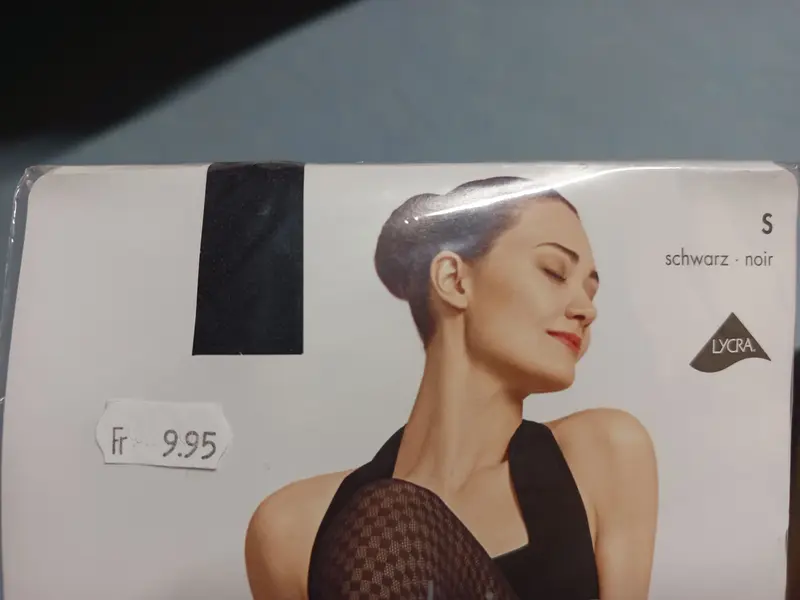 S
schwarz · noir
LYCRA®
Fr 9.95